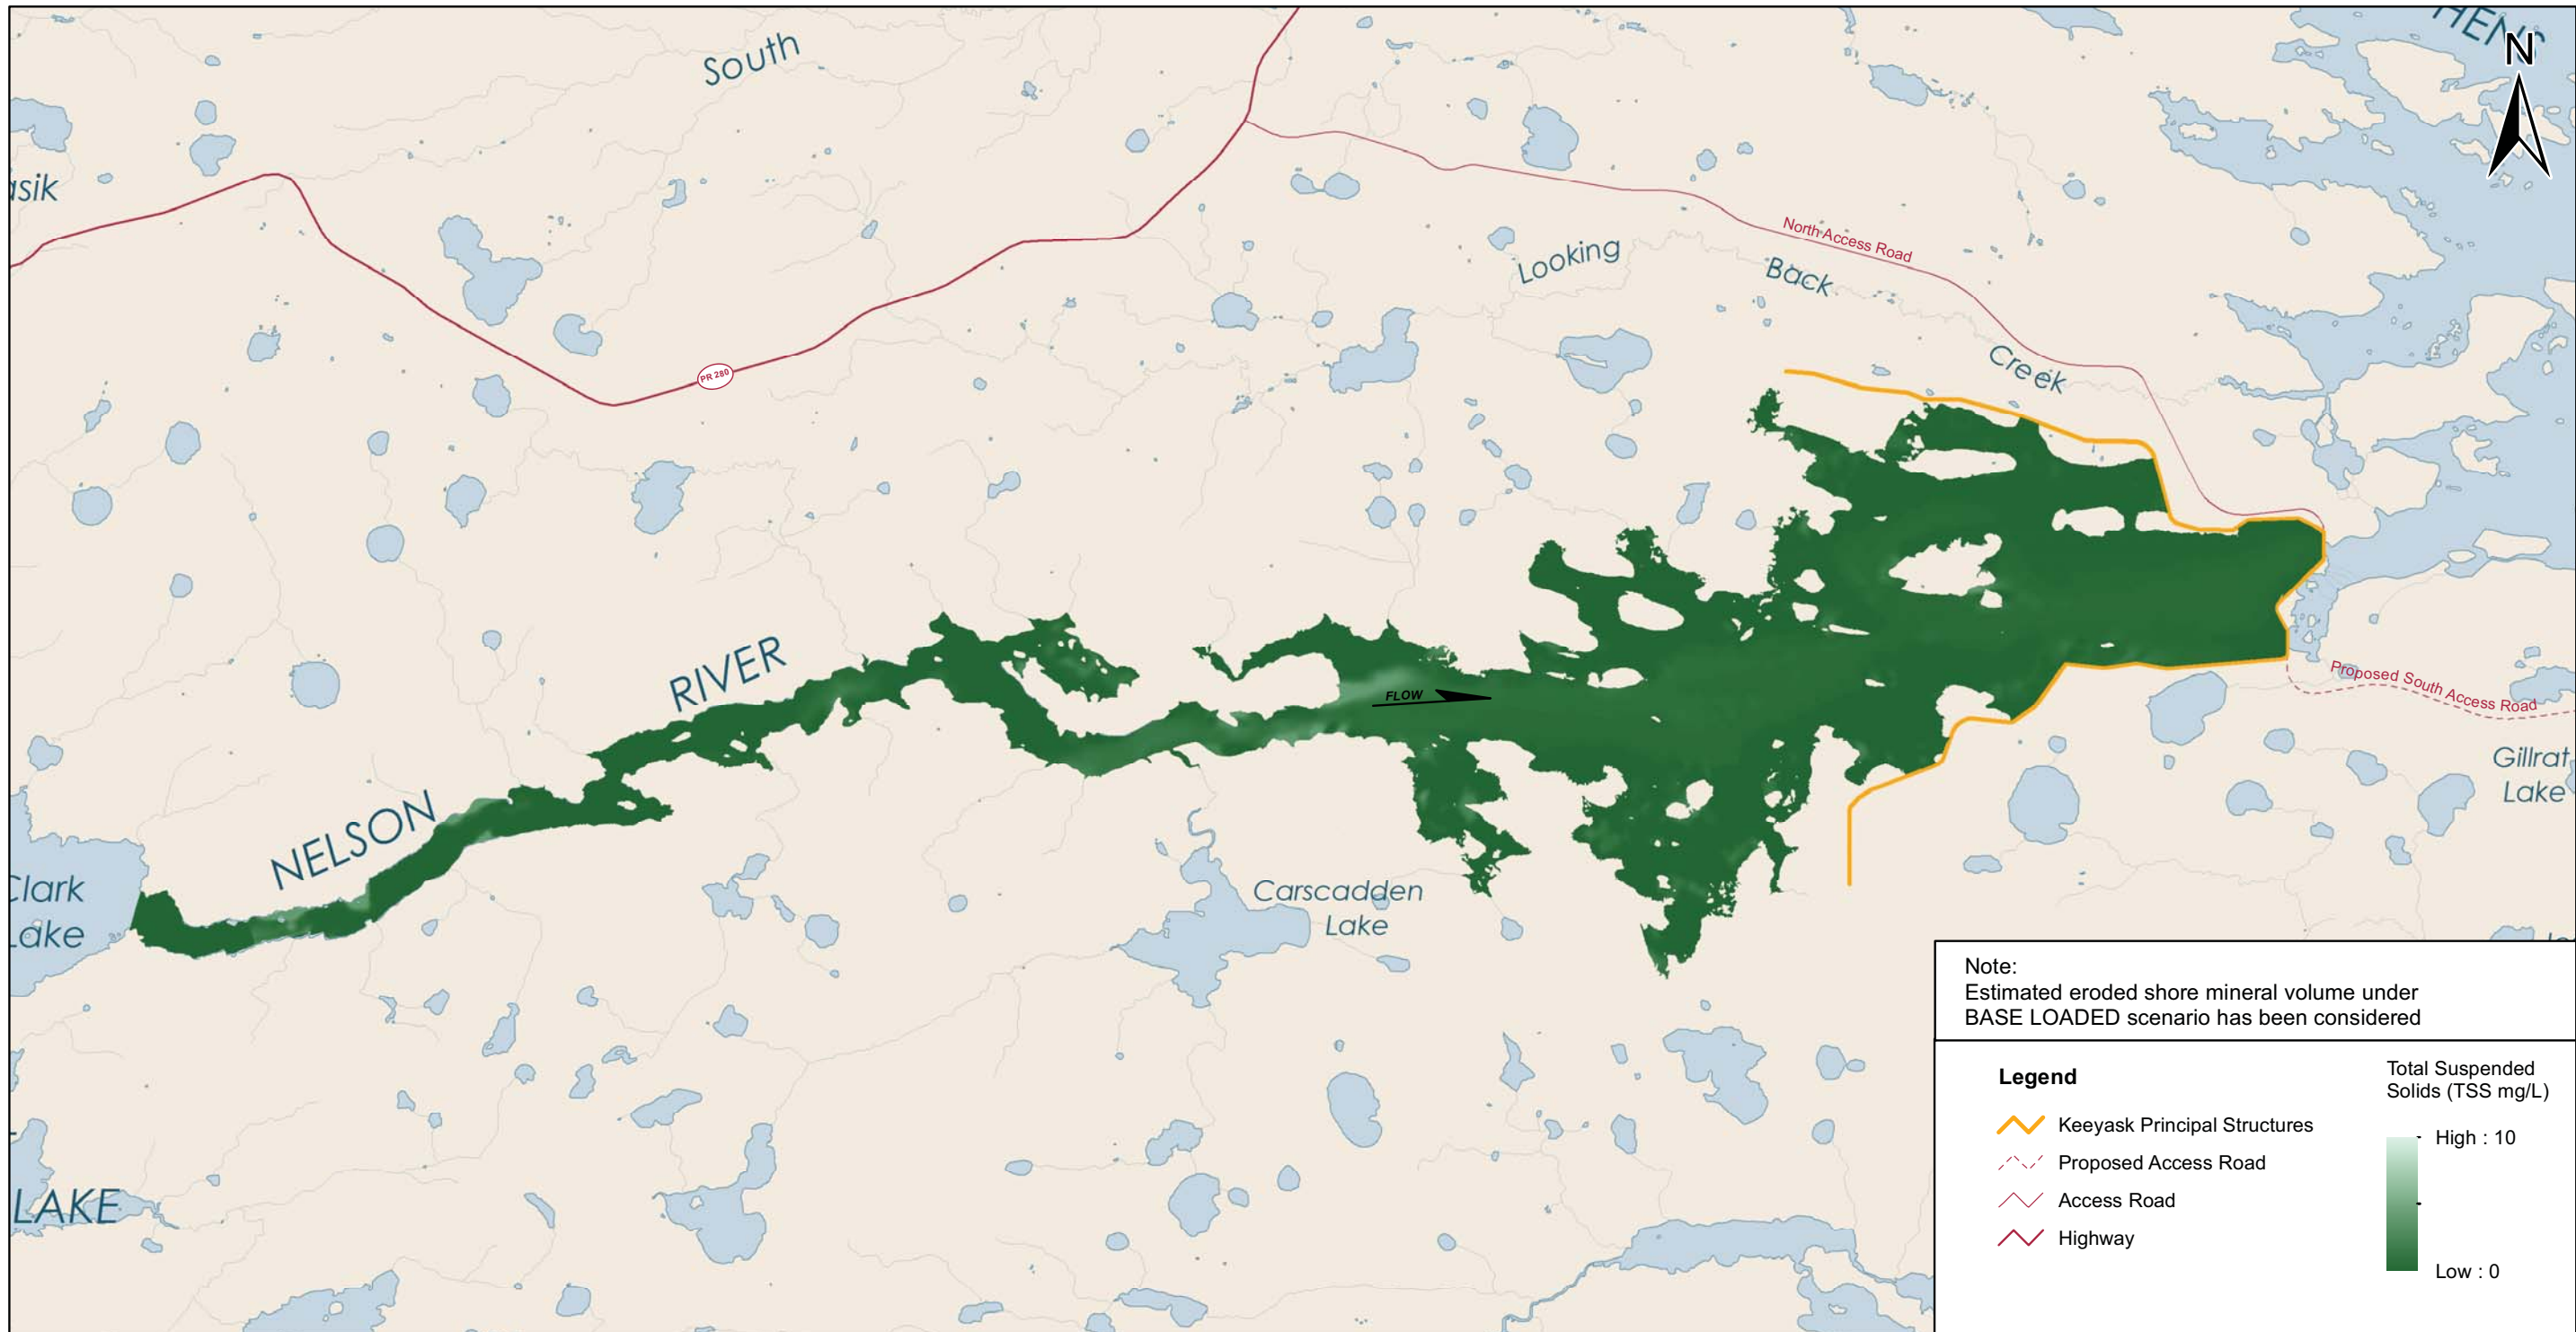 South
HENS
N
asik
North Access Road
Looking
Back
Creek
PR 280
RIVER
FLOW
Proposed South Access Road
NELSON
Gillrat
Lake
Clark
Lake
Carscadden
Lake
Note:
Estimated eroded shore mineral volume under
BASE LOADED scenario has been considered
Legend
Keeyask Principal Structures
Proposed Access Road
Access Road
Highway
Total Suspended
Solids (TSS mg/L)
High : 10
Low : 0
LAKE